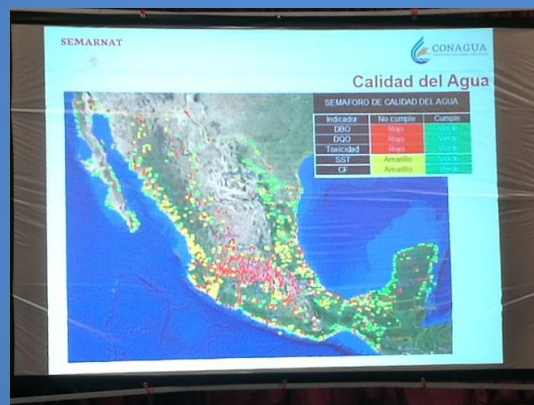 SEMARNAT
CONAGUA
Calidad del Agua
SEMAFORO DE CALIDAD DEL AGUA
Indicador No cumple Cumple
DBO Rojo Verde
DQO Rojo Verde
Toxicidad Rojo Verde
SST Amarillo Verde
CF Amarillo Verde